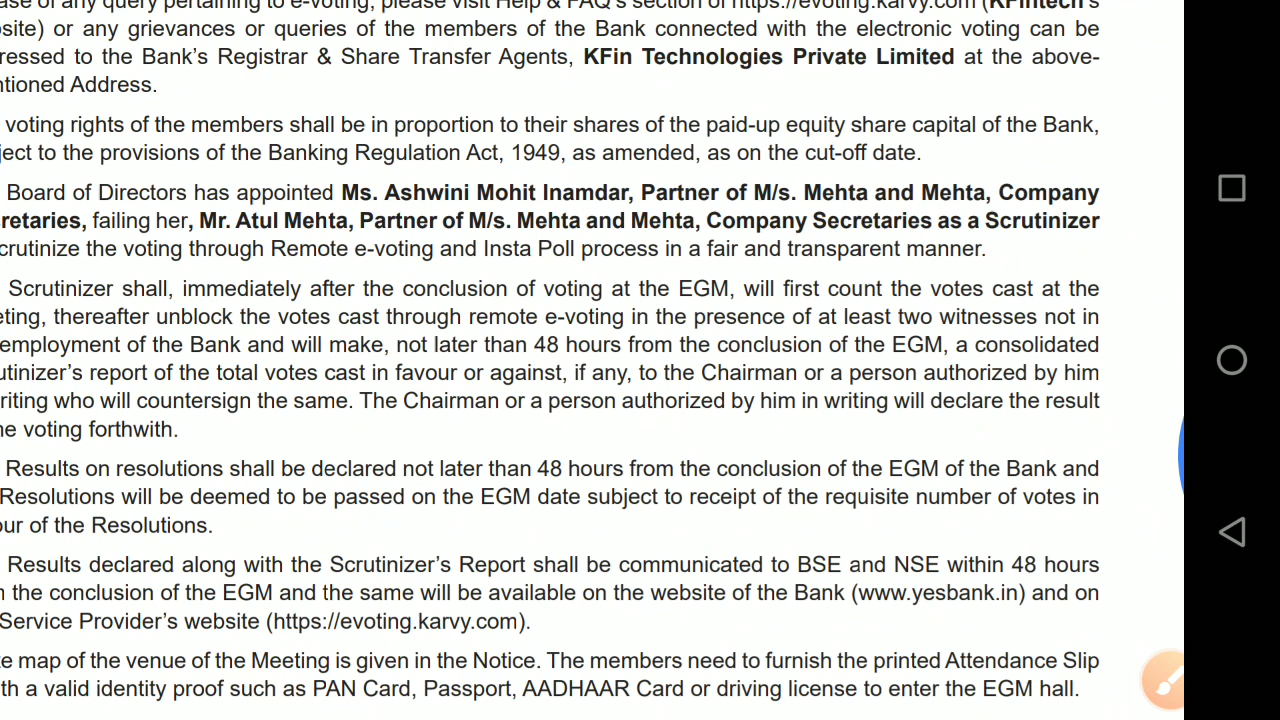 ase of any query pertaining to e-voting, please visit Help & FAQ's section of https://evoting.karvy.com (KFintech's
site) or any grievances or queries of the members of the Bank connected with the electronic voting can be
ressed to the Bank's Registrar & Share Transfer Agents, KFin Technologies Private Limited at the above-
ntioned Address.
voting rights of the members shall be in proportion to their shares of the paid-up equity share capital of the Bank,
ject to the provisions of the Banking Regulation Act, 1949, as amended, as on the cut-off date.
Board of Directors has appointed Ms. Ashwini Mohit Inamdar, Partner of M/s. Mehta and Mehta, Company
retaries, failing her, Mr. Atul Mehta, Partner of M/s. Mehta and Mehta, Company Secretaries as a Scrutinizer
crutinize the voting through Remote e-voting and Insta Poll process in a fair and transparent manner.
Scrutinizer shall, immediately after the conclusion of voting at the EGM, will first count the votes cast at the
eting, thereafter unblock the votes cast through remote e-voting in the presence of at least two witnesses not in
employment of the Bank and will make, not later than 48 hours from the conclusion of the EGM, a consolidated
utinizer's report of the total votes cast in favour or against, if any, to the Chairman or a person authorized by him
riting who will countersign the same. The Chairman or a person authorized by him in writing will declare the result
he voting forthwith.
Results on resolutions shall be declared not later than 48 hours from the conclusion of the EGM of the Bank and
Resolutions will be deemed to be passed on the EGM date subject to receipt of the requisite number of votes in
our of the Resolutions.
Results declared along with the Scrutinizer's Report shall be communicated to BSE and NSE within 48 hours
n the conclusion of the EGM and the same will be available on the website of the Bank (www.yesbank.in) and on
Service Provider's website (https://evoting.karvy.com).
te map of the venue of the Meeting is given in the Notice. The members need to furnish the printed Attendance Slip
th a valid identity proof such as PAN Card, Passport, AADHAAR Card or driving license to enter the EGM hall.